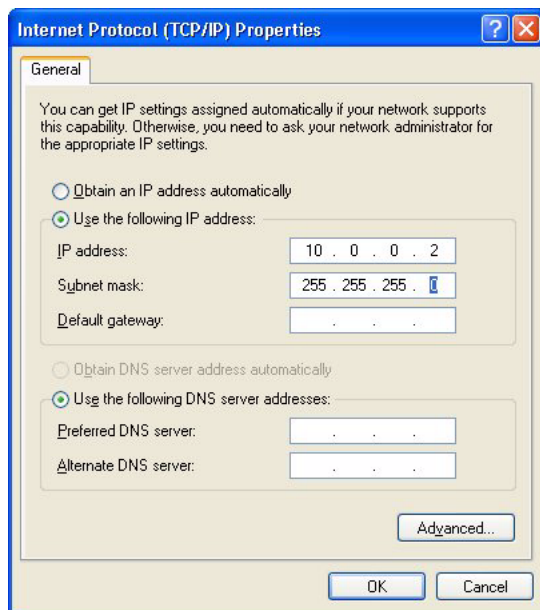 Internet Protocol (TCP/IP) Properties
General
You can get IP settings assigned automatically if your network supports
this capability. Otherwise, you need to ask your network administrator for
the appropriate IP settings.
Obtain an IP address automatically
Use the following IP address:
IP address: 10 . 0 . 0 . 2
Subnet mask: 255 . 255 . 255 . 0
Default gateway: . . .
Obtain DNS server address automatically
Use the following DNS server addresses:
Preferred DNS server: . . .
Alternate DNS server: . . .
Advanced...
OK Cancel